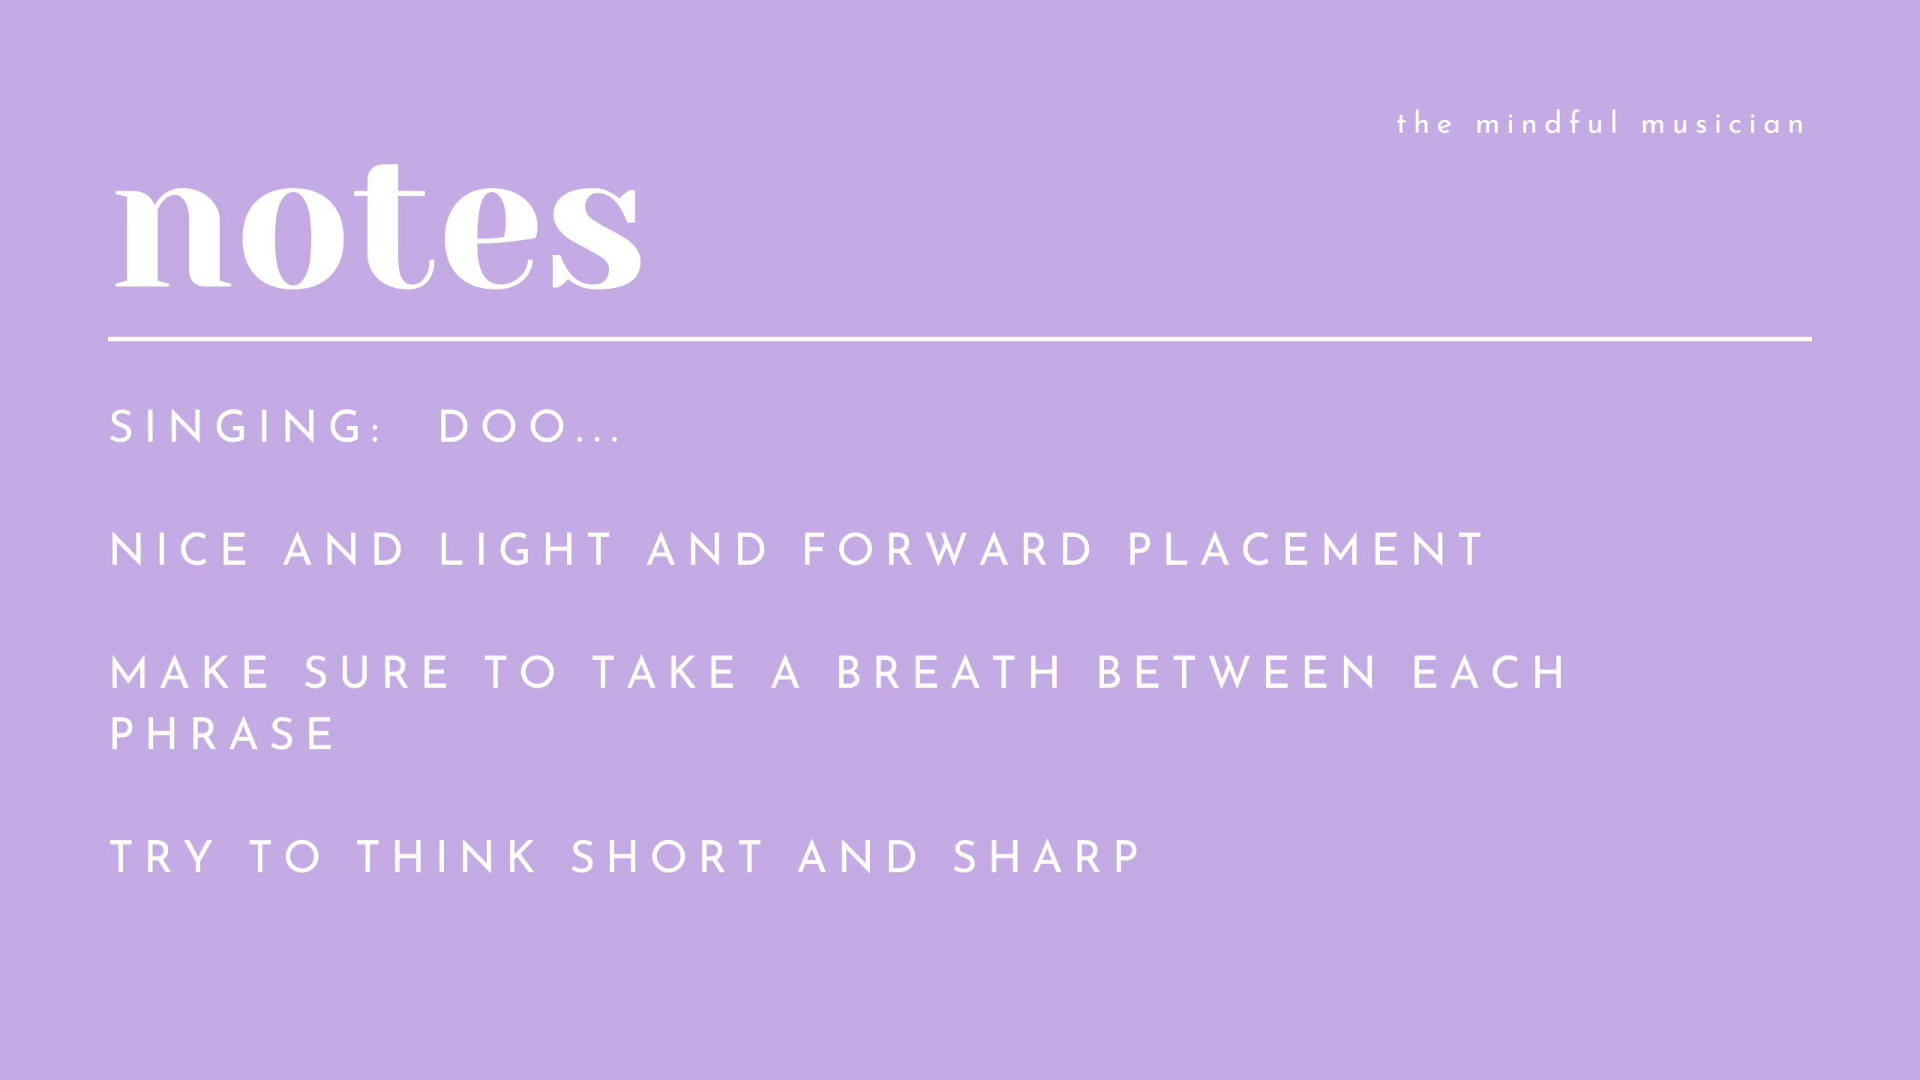 the mindful musician
notes
SINGING: DOO...
NICE AND LIGHT AND FORWARD PLACEMENT
MAKE SURE TO TAKE A BREATH BETWEEN EACH
PHRASE
TRY TO THINK SHORT AND SHARP